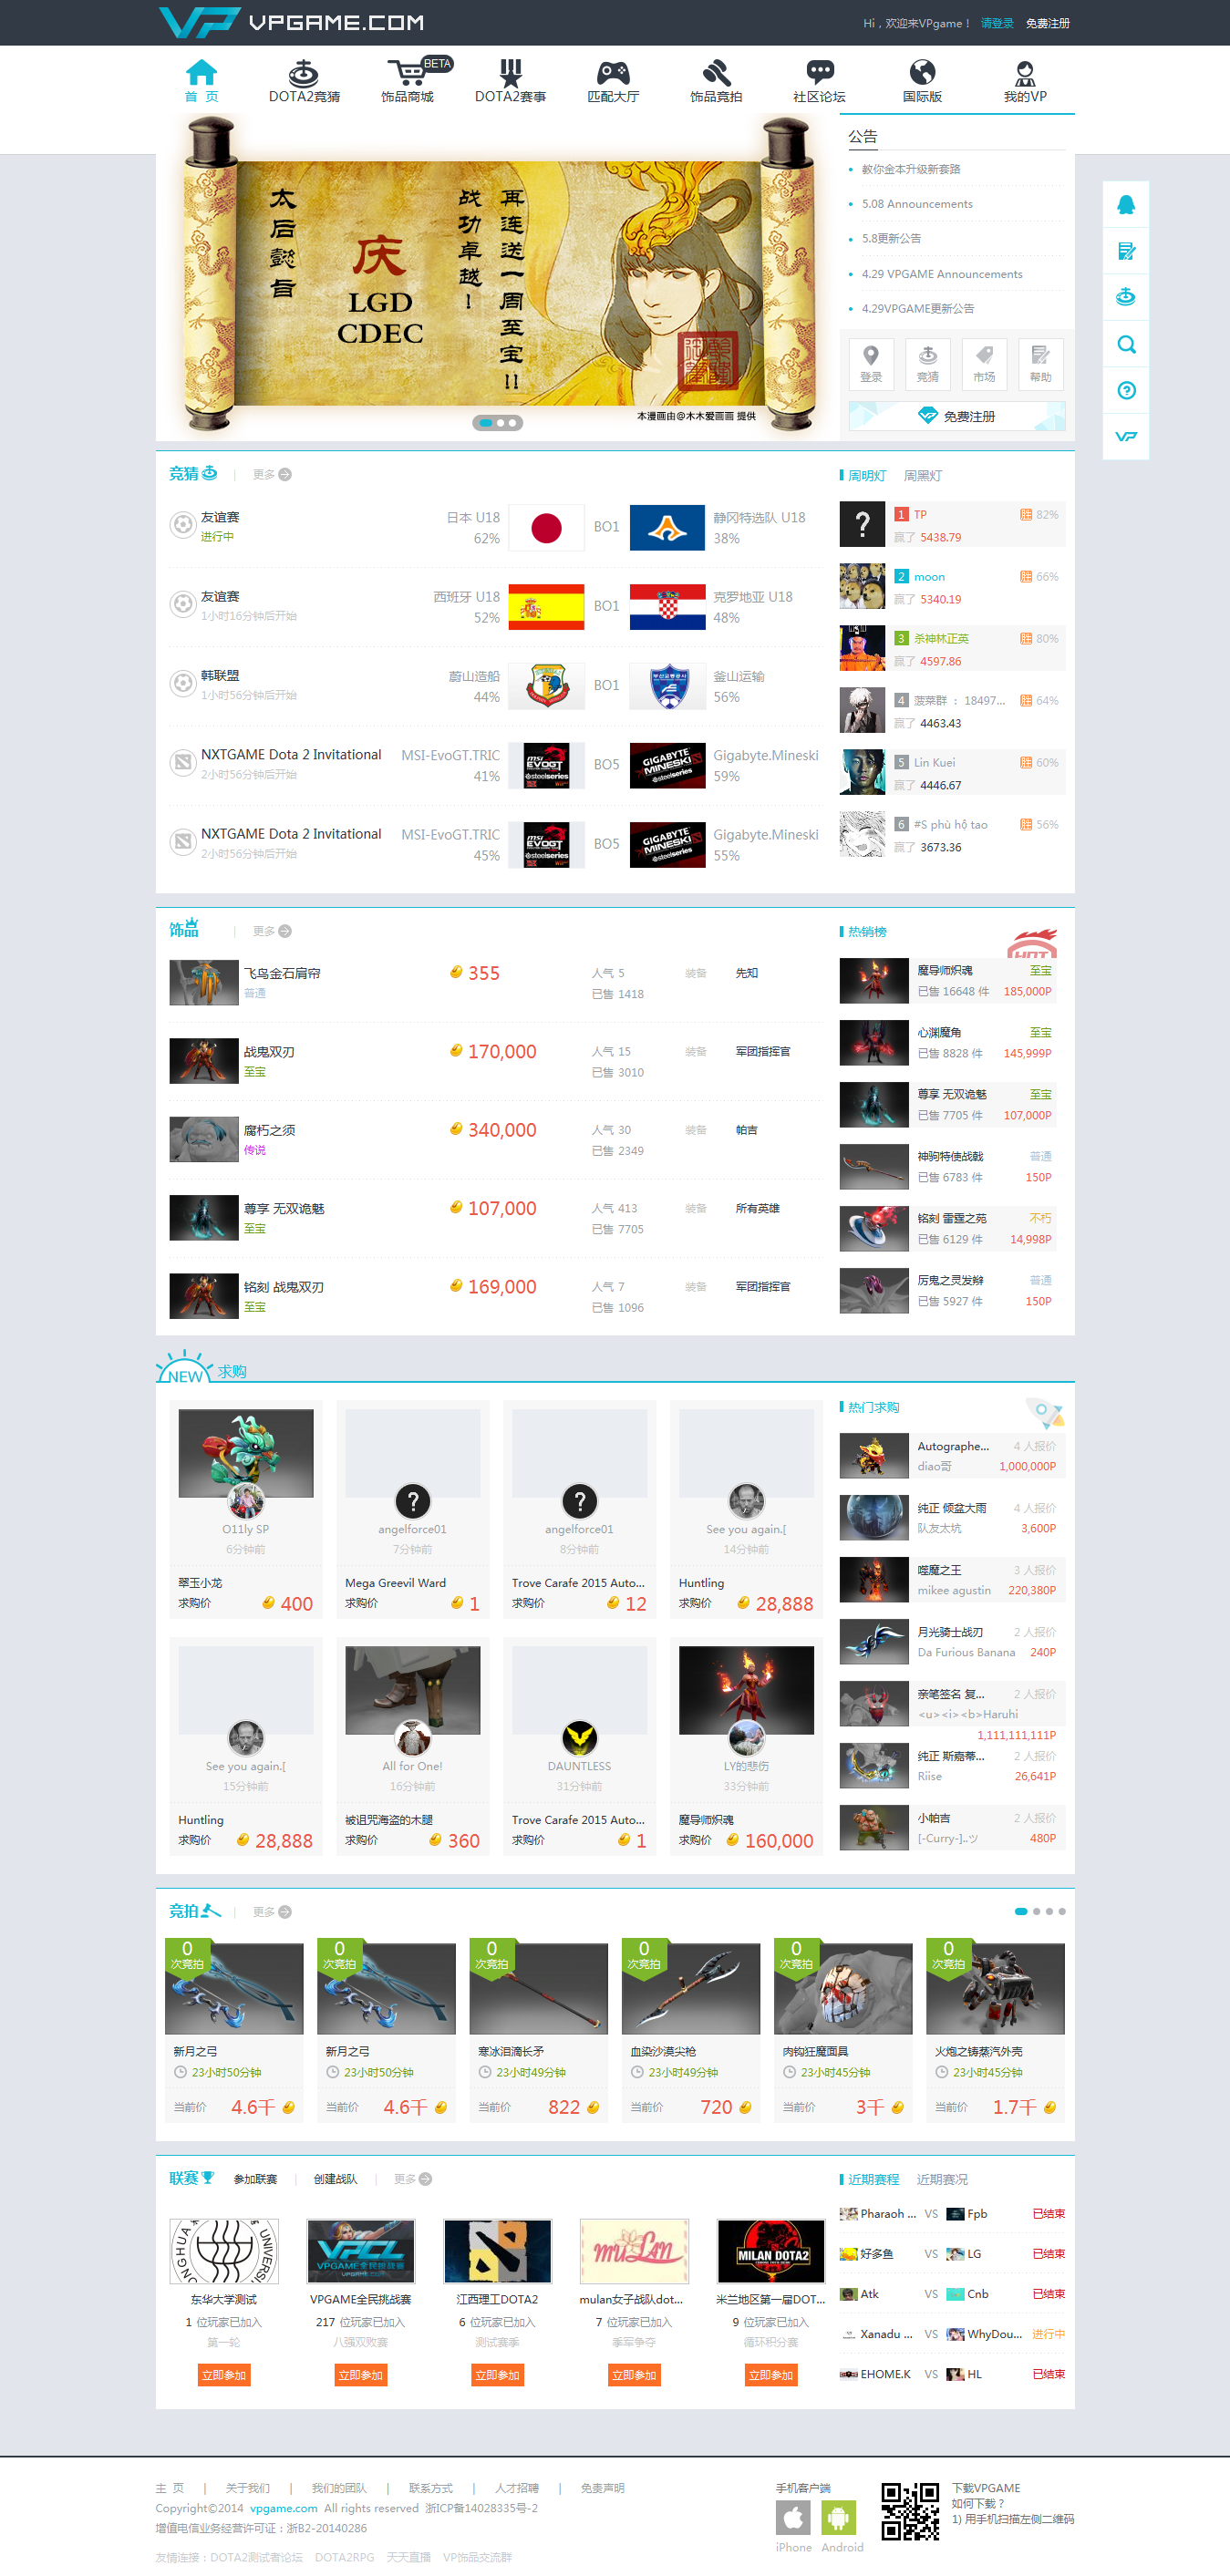 VPGAME.COM
Hi，欢迎来VPgame！ 请登录 免费注册
首 页 DOTA2竞猜 饰品商城 BETA DOTA2赛事 匹配大厅 饰品竞拍 社区论坛 国际版 我的VP
太后懿旨
庆
LGD
CDEC
战功卓越！
再连送一周至宝!!
本漫画由@木木爱画画 提供
公告
教你金本升级新套路
5.08 Announcements
5.8更新公告
4.29 VPGAME Announcements
4.29VPGAME更新公告
登录 竞猜 市场 帮助
免费注册
竞猜 | 更多
友谊赛 日本 U18 BO1 静冈特选队 U18
进行中 62% 38%
友谊赛 西班牙 U18 BO1 克罗地亚 U18
1小时16分钟后开始 52% 48%
韩联盟 蔚山造船 BO1 釜山运输
1小时56分钟后开始 44% 56%
NXTGAME Dota 2 Invitational MSI-EvoGT.TRIC BO5 Gigabyte.Mineski
2小时56分钟后开始 41% 59%
NXTGAME Dota 2 Invitational MSI-EvoGT.TRIC BO5 Gigabyte.Mineski
2小时56分钟后开始 45% 55%
周明灯 周黑灯
1 TP 胜 82%
赢了 5438.79
2 moon 胜 66%
赢了 5340.19
3 杀神林正英 胜 80%
赢了 4597.86
4 菠菜群 ： 18497... 胜 64%
赢了 4463.43
5 Lin Kuei 胜 60%
赢了 4446.67
6 #S phù hộ tao 胜 56%
赢了 3673.36
饰品 | 更多
飞鸟金石肩帘 355 人气 5 装备 先知
普通 已售 1418
战鬼双刃 170,000 人气 15 装备 军团指挥官
至宝 已售 3010
腐朽之须 340,000 人气 30 装备 帕吉
传说 已售 2349
尊享 无双诡魅 107,000 人气 413 装备 所有英雄
至宝 已售 7705
铭刻 战鬼双刃 169,000 人气 7 装备 军团指挥官
至宝 已售 1096
热销榜 HOT
魔导师炽魂 至宝
已售 16648 件 185,000P
心渊魔角 至宝
已售 8828 件 145,999P
尊享 无双诡魅 至宝
已售 7705 件 107,000P
神驹特使战戟 普通
已售 6783 件 150P
铭刻 雷霆之苑 不朽
已售 6129 件 14,998P
厉鬼之灵发辫 普通
已售 5927 件 150P
NEW 求购
O11ly SP angelforce01 angelforce01 See you again.[
6分钟前 7分钟前 8分钟前 14分钟前
翠玉小龙 Mega Greevil Ward Trove Carafe 2015 Auto... Huntling
求购价 400 求购价 1 求购价 12 求购价 28,888
See you again.[ All for One! DAUNTLESS LY的悲伤
15分钟前 16分钟前 31分钟前 33分钟前
Huntling 被诅咒海盗的木腿 Trove Carafe 2015 Auto... 魔导师炽魂
求购价 28,888 求购价 360 求购价 1 求购价 160,000
热门求购
Autographe... 4 人报价
diao哥 1,000,000P
纯正 倾盆大雨 4 人报价
队友太坑 3,600P
噬魔之王 3 人报价
mikee agustin 220,380P
月光骑士战刃 2 人报价
Da Furious Banana 240P
亲笔签名 复... 2 人报价
<u><i><b>Haruhi
1,111,111,111P
纯正 斯嘉蒂... 2 人报价
Riise 26,641P
小帕吉 2 人报价
[-Curry-]..ツ 480P
竞拍 | 更多
0 0 0 0 0 0
次竞拍 次竞拍 次竞拍 次竞拍 次竞拍 次竞拍
新月之弓 新月之弓 寒冰泪滴长矛 血染沙漠尖枪 肉钩狂魔面具 火炮之铸蒸汽外壳
23小时50分钟 23小时50分钟 23小时49分钟 23小时49分钟 23小时45分钟 23小时45分钟
当前价 4.6千 当前价 4.6千 当前价 822 当前价 720 当前价 3千 当前价 1.7千
联赛 参加联赛 | 创建战队 | 更多
VPCL
VPGAME全民挑战赛
MILAN DOTA2
东华大学测试 VPGAME全民挑战赛 江西理工DOTA2 mulan女子战队dot... 米兰地区第一届DOT...
1 位玩家已加入 217 位玩家已加入 6 位玩家已加入 7 位玩家已加入 9 位玩家已加入
第一轮 八强双败赛 测试赛季 季军争夺 循环积分赛
立即参加 立即参加 立即参加 立即参加 立即参加
近期赛程 近期赛况
Pharaoh ... VS Fpb 已结束
好多鱼 VS LG 已结束
Atk VS Cnb 已结束
Xanadu ... VS WhyDou... 进行中
EHOME.K VS HL 已结束
主 页 | 关于我们 | 我们的团队 | 联系方式 | 人才招聘 | 免责声明
Copyright©2014 vpgame.com All rights reserved 浙ICP备14028335号-2
增值电信业务经营许可证：浙B2-20140286
友情连接：DOTA2测试者论坛 DOTA2RPG 天天直播 VP饰品交流群
手机客户端
iPhone Android
下载VPGAME
如何下载？
1) 用手机扫描左侧二维码